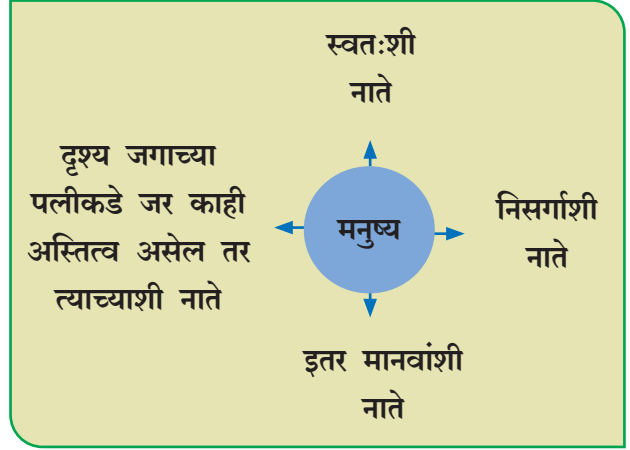 स्वतःशी
नाते
दृश्य जगाच्या
पलीकडे जर काही
अस्तित्व असेल तर
त्याच्याशी नाते
मनुष्य
निसर्गाशी
नाते
इतर मानवांशी
नाते